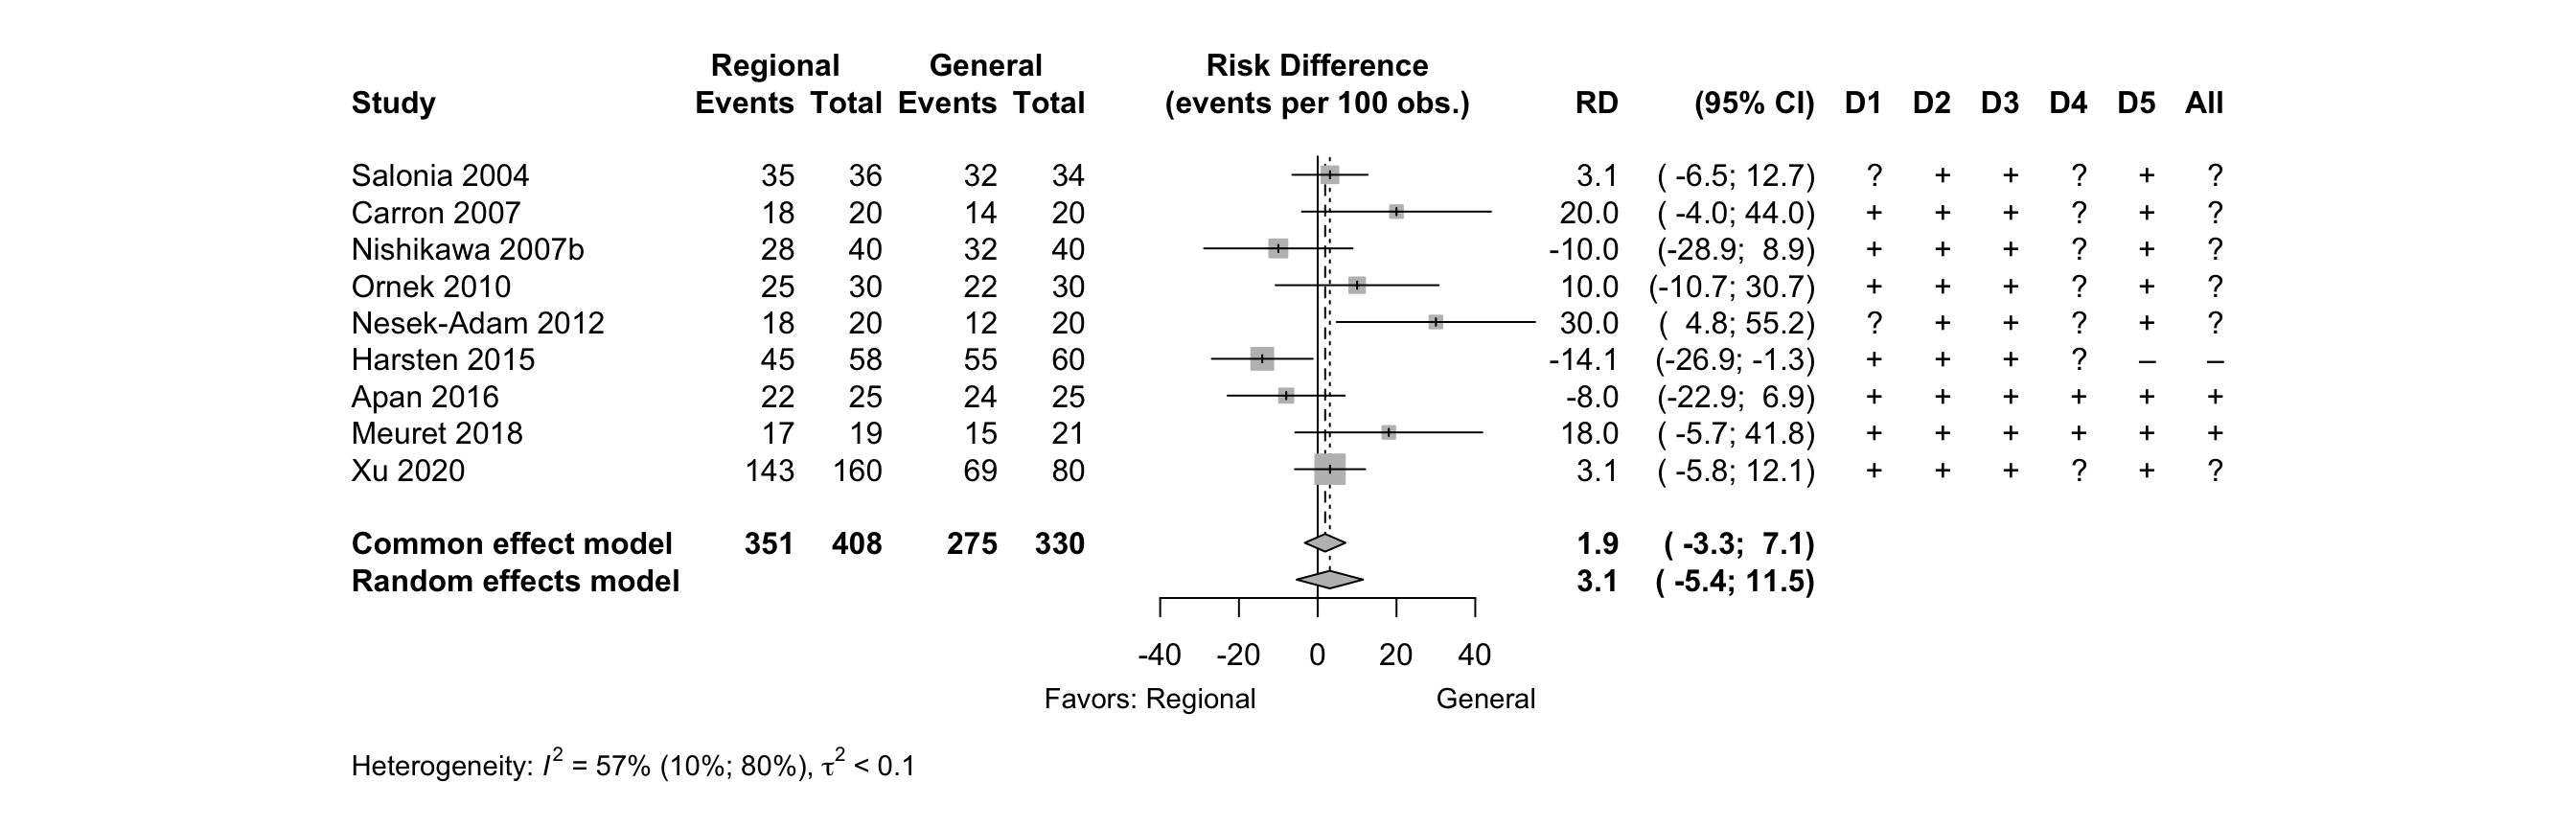 Regional General Risk Difference
Study Events Total Events Total (events per 100 obs.) RD (95% CI) D1 D2 D3 D4 D5 All
Salonia 2004 35 36 32 34 3.1 ( -6.5; 12.7) ? + + ? + ?
Carron 2007 18 20 14 20 20.0 ( -4.0; 44.0) + + + ? + ?
Nishikawa 2007b 28 40 32 40 -10.0 (-28.9; 8.9) + + + ? + ?
Ornek 2010 25 30 22 30 10.0 (-10.7; 30.7) + + + ? + ?
Nesek-Adam 2012 18 20 12 20 30.0 ( 4.8; 55.2) ? + + ? + ?
Harsten 2015 45 58 55 60 -14.1 (-26.9; -1.3) + + + ? – –
Apan 2016 22 25 24 25 -8.0 (-22.9; 6.9) + + + + + +
Meuret 2018 17 19 15 21 18.0 ( -5.7; 41.8) + + + + + +
Xu 2020 143 160 69 80 3.1 ( -5.8; 12.1) + + + ? + ?
Common effect model 351 408 275 330 1.9 ( -3.3; 7.1)
Random effects model 3.1 ( -5.4; 11.5)
-40 -20 0 20 40
Favors: Regional General
Heterogeneity: I² = 57% (10%; 80%), τ² < 0.1